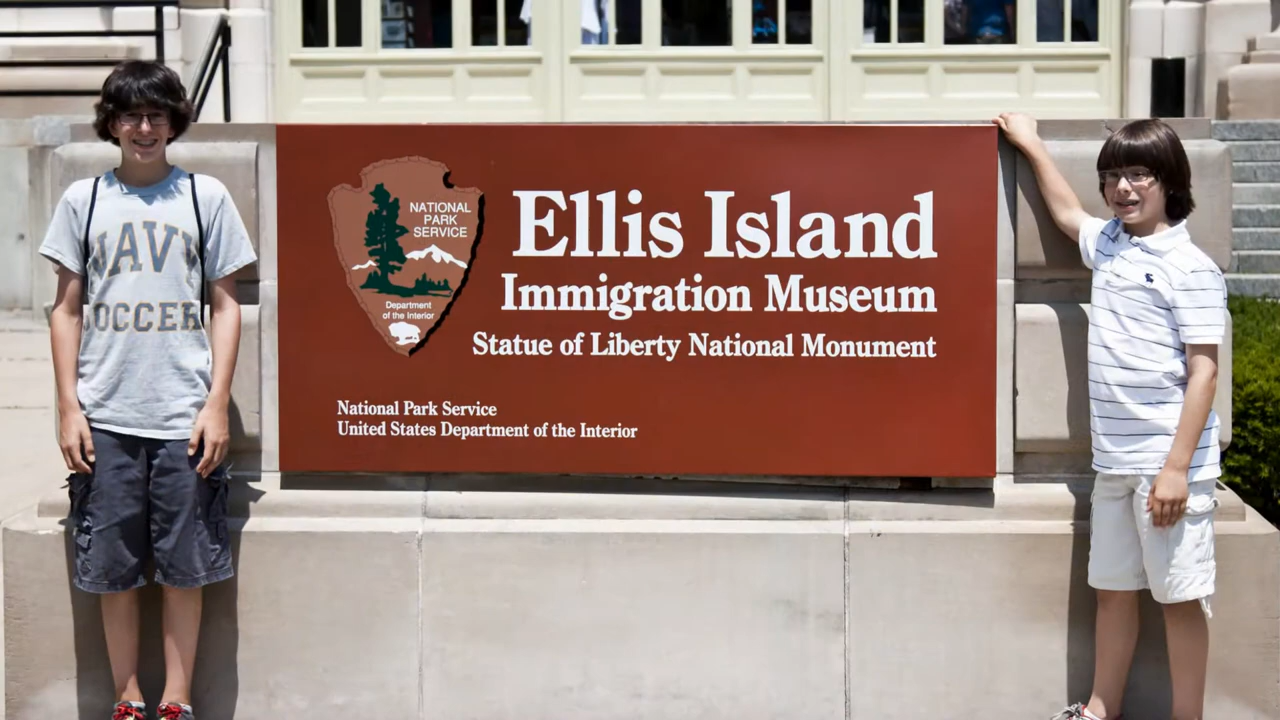 NAVY
SOCCER
NATIONAL
PARK
SERVICE
Department
of the Interior
Ellis Island
Immigration Museum
Statue of Liberty National Monument
National Park Service
United States Department of the Interior